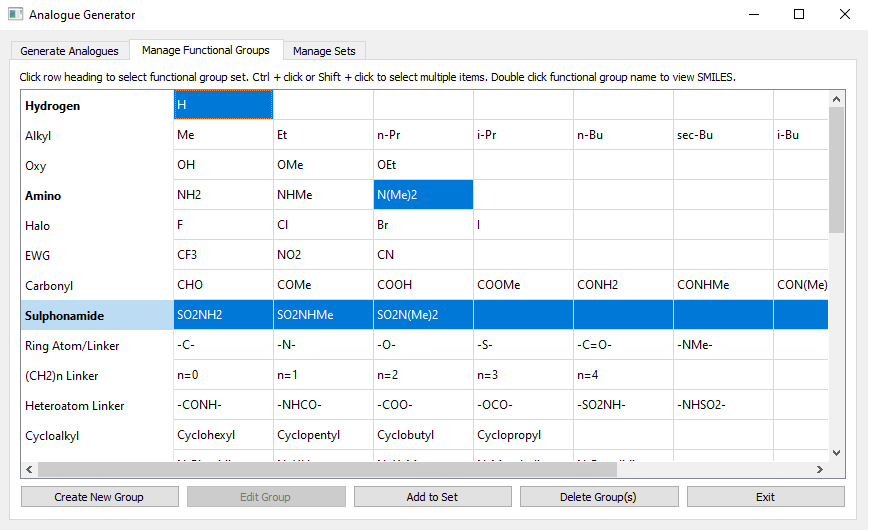 Analogue Generator
Generate Analogues Manage Functional Groups Manage Sets
Click row heading to select functional group set. Ctrl + click or Shift + click to select multiple items. Double click functional group name to view SMILES.
Hydrogen H
Alkyl Me Et n-Pr i-Pr n-Bu sec-Bu i-Bu
Oxy OH OMe OEt
Amino NH2 NHMe N(Me)2
Halo F Cl Br I
EWG CF3 NO2 CN
Carbonyl CHO COMe COOH COOMe CONH2 CONHMe CON(Me)
Sulphonamide SO2NH2 SO2NHMe SO2N(Me)2
Ring Atom/Linker -C- -N- -O- -S- -C=O- -NMe-
(CH2)n Linker n=0 n=1 n=2 n=3 n=4
Heteroatom Linker -CONH- -NHCO- -COO- -OCO- -SO2NH- -NHSO2-
Cycloalkyl Cyclohexyl Cyclopentyl Cyclobutyl Cyclopropyl
Create New Group Edit Group Add to Set Delete Group(s) Exit